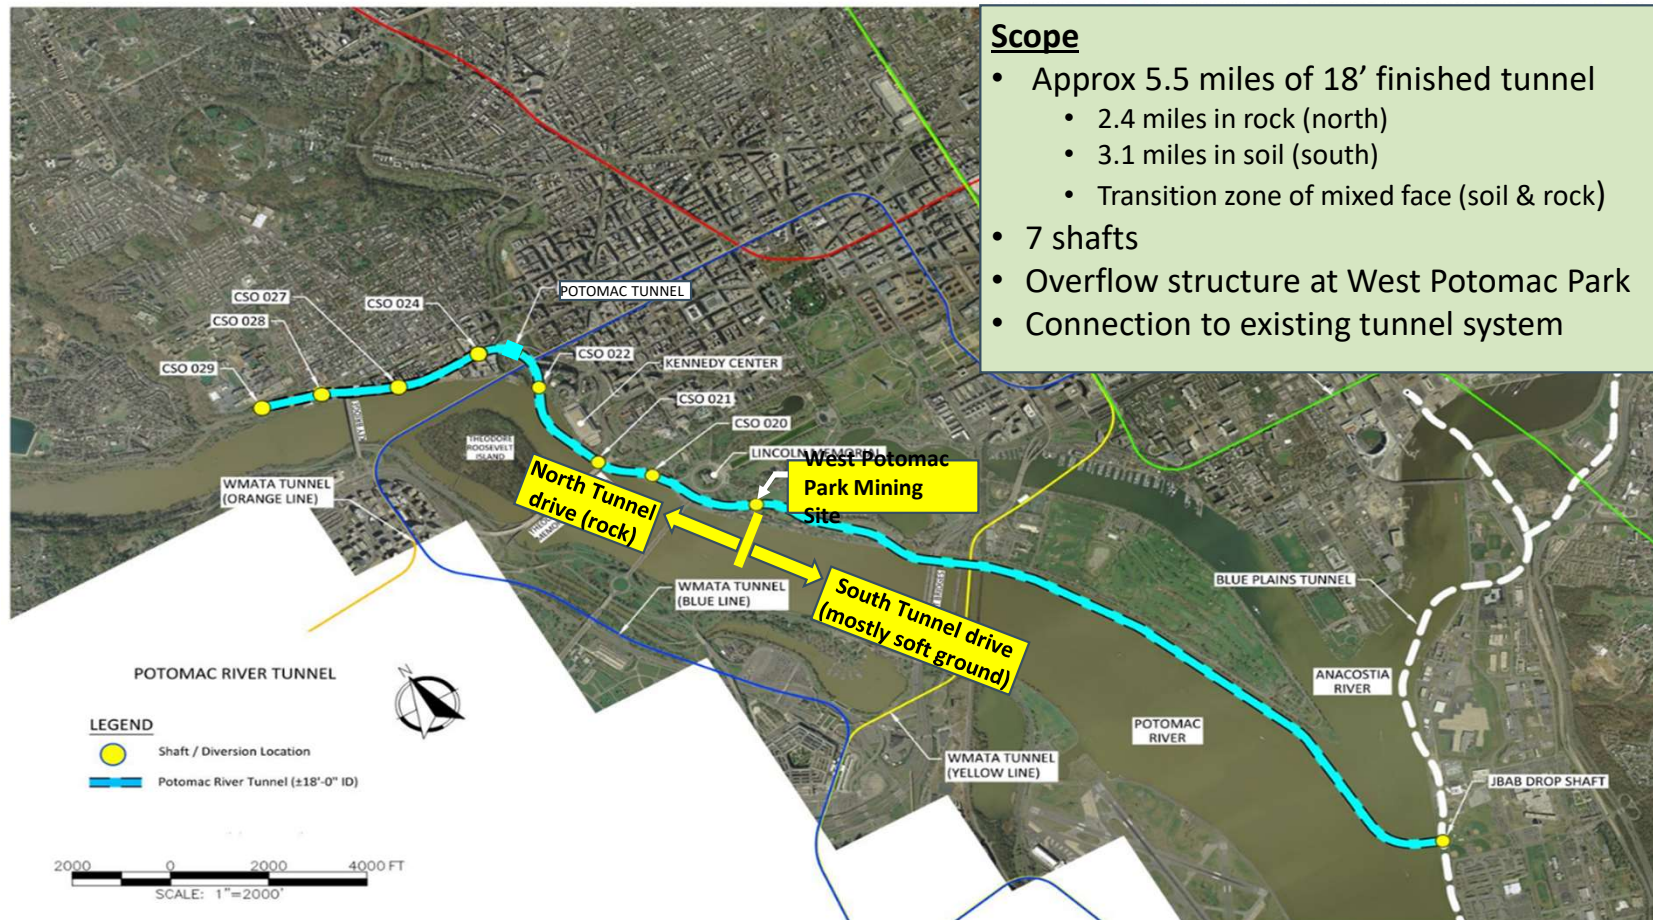 Scope
• Approx 5.5 miles of 18’ finished tunnel
• 2.4 miles in rock (north)
• 3.1 miles in soil (south)
• Transition zone of mixed face (soil & rock)
• 7 shafts
• Overflow structure at West Potomac Park
• Connection to existing tunnel system
CSO 027
CSO 024
POTOMAC TUNNEL
CSO 028
CSO 029
CSO 022
KENNEDY CENTER
CSO 021
CSO 020
THEODORE
ROOSEVELT
ISLAND
LINCOLN MEMORIAL
West Potomac
Park Mining
Site
WMATA TUNNEL
(ORANGE LINE)
North Tunnel
drive (rock)
WMATA TUNNEL
(BLUE LINE)
South Tunnel drive
(mostly soft ground)
BLUE PLAINS TUNNEL
ANACOSTIA
RIVER
POTOMAC
RIVER
WMATA TUNNEL
(YELLOW LINE)
JBAB DROP SHAFT
POTOMAC RIVER TUNNEL
N
LEGEND
Shaft / Diversion Location
Potomac River Tunnel (±18'-0" ID)
2000 0 2000 4000 FT
SCALE: 1"=2000'